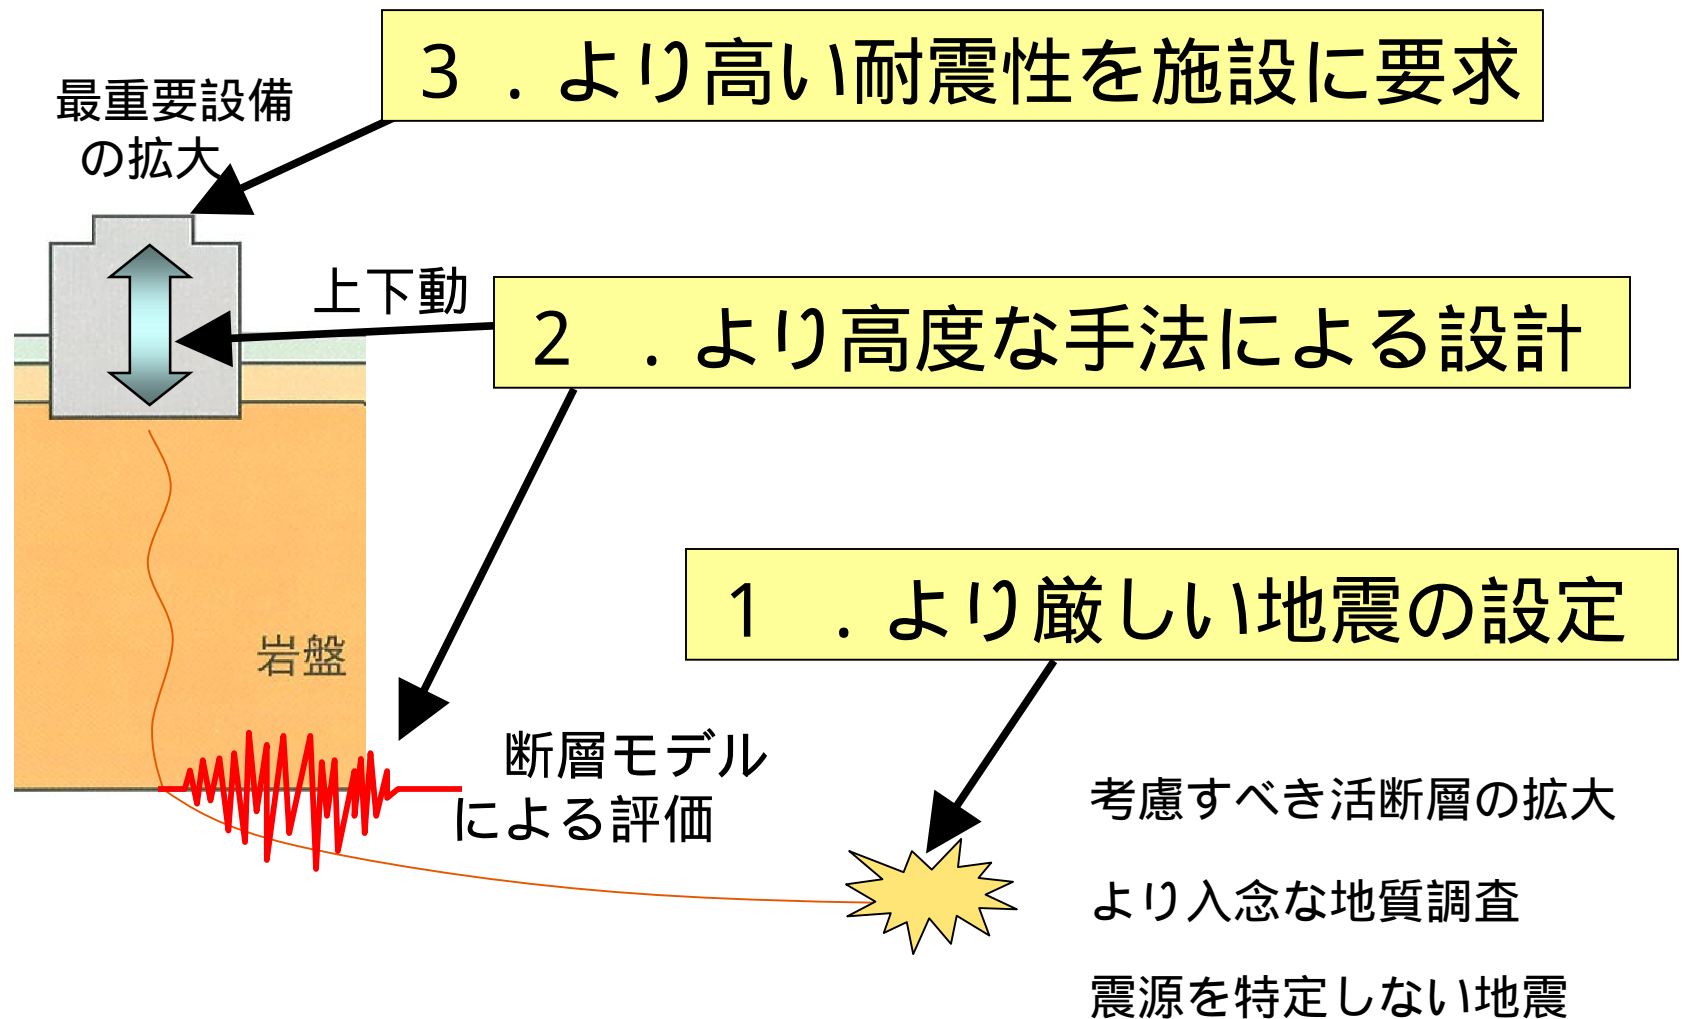 ３．より高い耐震性を施設に要求
最重要設備
の拡大
上下動
２．より高度な手法による設計
１．より厳しい地震の設定
岩盤
断層モデル
による評価
考慮すべき活断層の拡大
より入念な地質調査
震源を特定しない地震